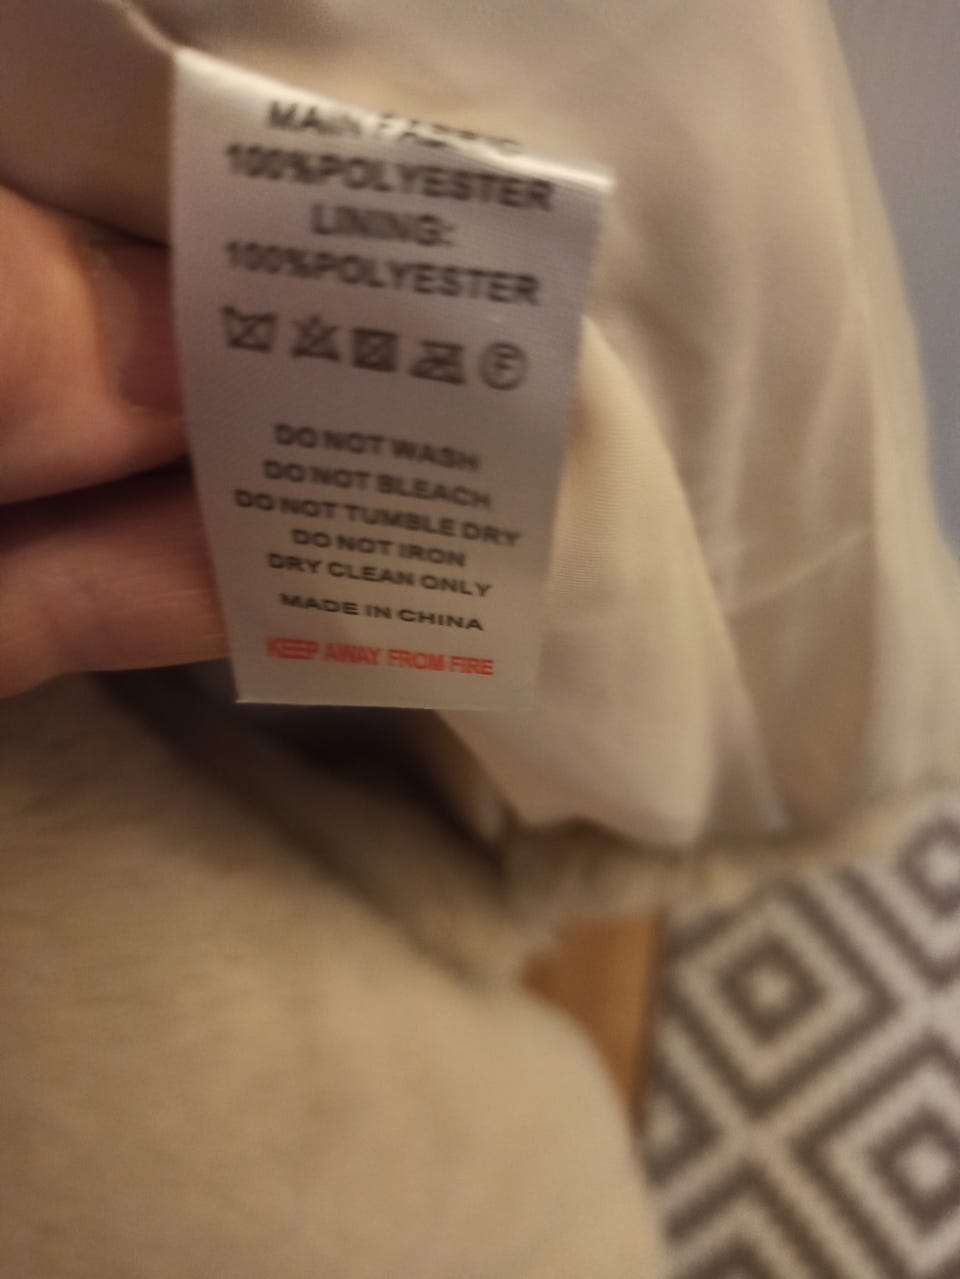 MAIN FABRIC
100%POLYESTER
LINING:
100%POLYESTER
F
DO NOT WASH
DO NOT BLEACH
DO NOT TUMBLE DRY
DO NOT IRON
DRY CLEAN ONLY
MADE IN CHINA
KEEP AWAY FROM FIRE